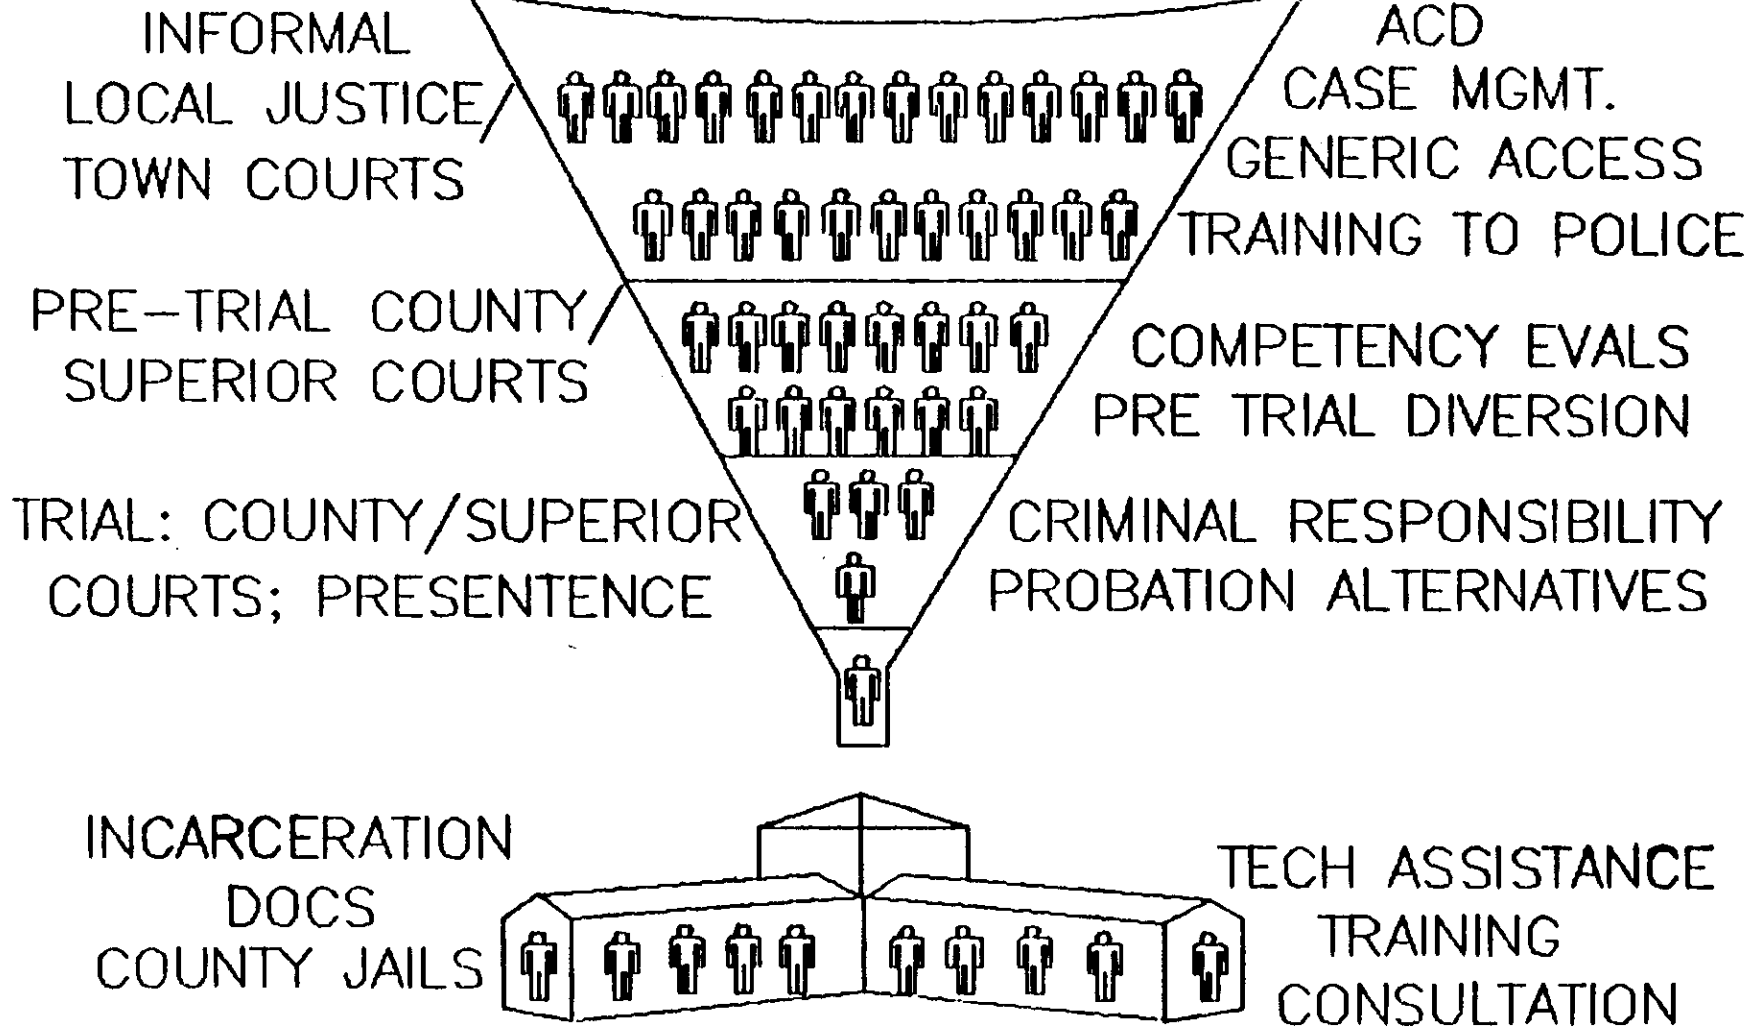 INFORMAL
LOCAL JUSTICE
TOWN COURTS
ACD
CASE MGMT.
GENERIC ACCESS
TRAINING TO POLICE
PRE-TRIAL COUNTY
SUPERIOR COURTS
COMPETENCY EVALS
PRE TRIAL DIVERSION
TRIAL: COUNTY/SUPERIOR
COURTS; PRESENTENCE
CRIMINAL RESPONSIBILITY
PROBATION ALTERNATIVES
INCARCERATION
DOCS
COUNTY JAILS
TECH ASSISTANCE
TRAINING
CONSULTATION